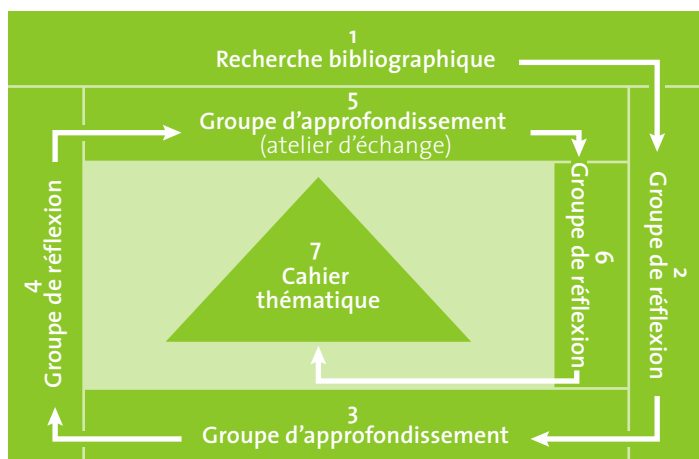 1
Recherche bibliographique
2
Groupe de réflexion
3
Groupe d'approfondissement
4
Groupe de réflexion
5
Groupe d'approfondissement
(atelier d'échange)
6
Groupe de réflexion
7
Cahier
thématique